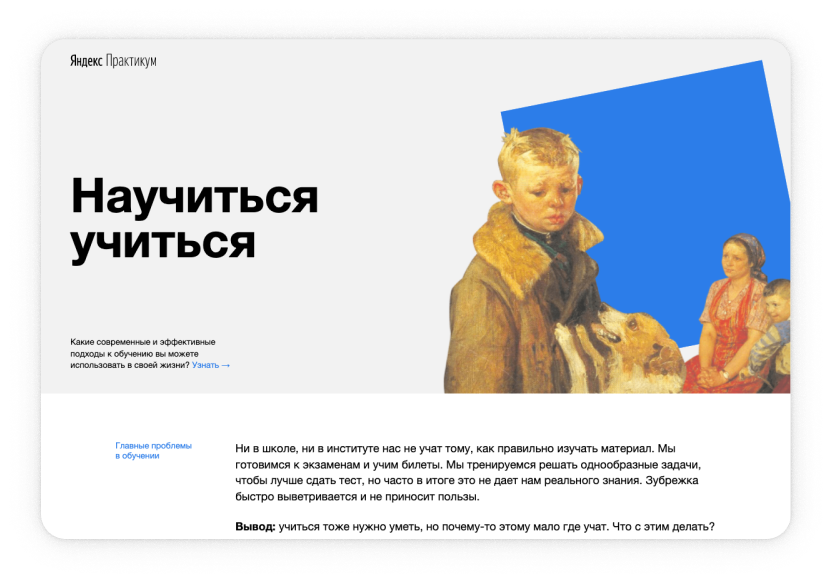 Яндекс Практикум
Научиться
учиться
Какие современные и эффективные
подходы к обучению вы можете
использовать в своей жизни? Узнать →
Главные проблемы
в обучении
Ни в школе, ни в институте нас не учат тому, как правильно изучать материал. Мы
готовимся к экзаменам и учим билеты. Мы тренируемся решать однообразные задачи,
чтобы лучше сдать тест, но часто в итоге это не дает нам реального знания. Зубрежка
быстро выветривается и не приносит пользы.
Вывод: учиться тоже нужно уметь, но почему-то этому мало где учат. Что с этим делать?